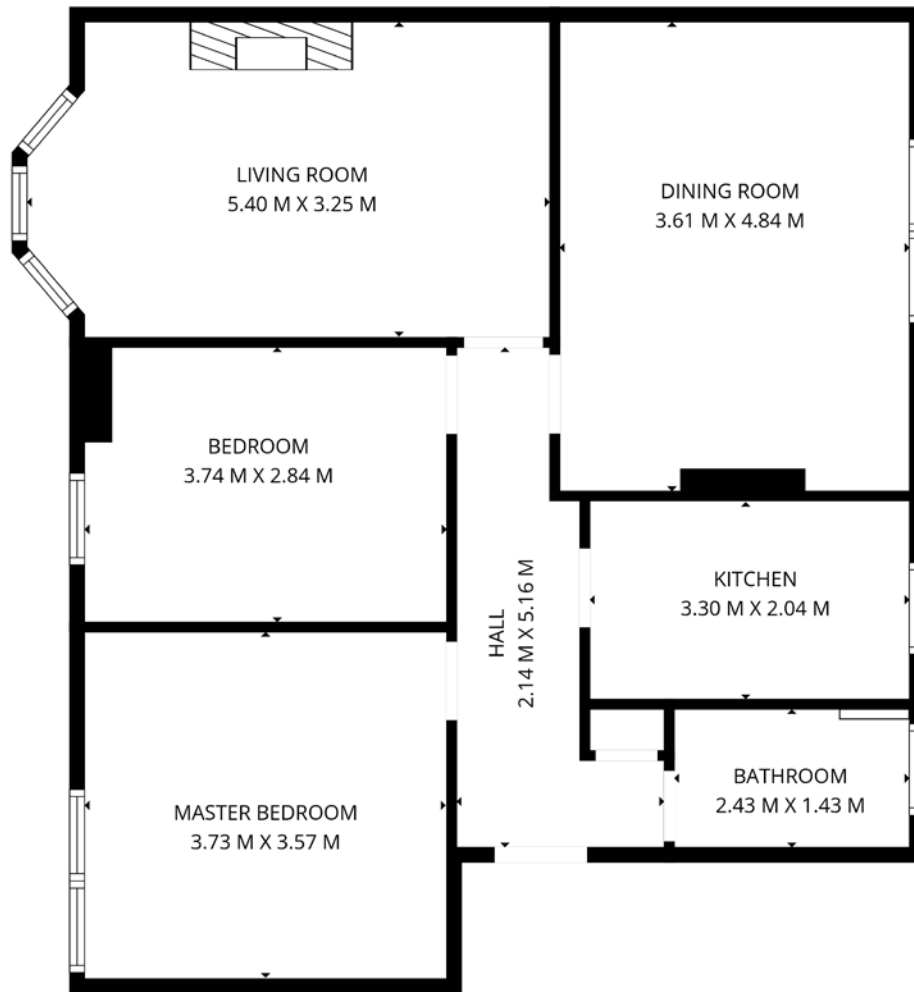 LIVING ROOM
5.40 M X 3.25 M
DINING ROOM
3.61 M X 4.84 M
BEDROOM
3.74 M X 2.84 M
HALL
2.14 M X 5.16 M
KITCHEN
3.30 M X 2.04 M
MASTER BEDROOM
3.73 M X 3.57 M
BATHROOM
2.43 M X 1.43 M